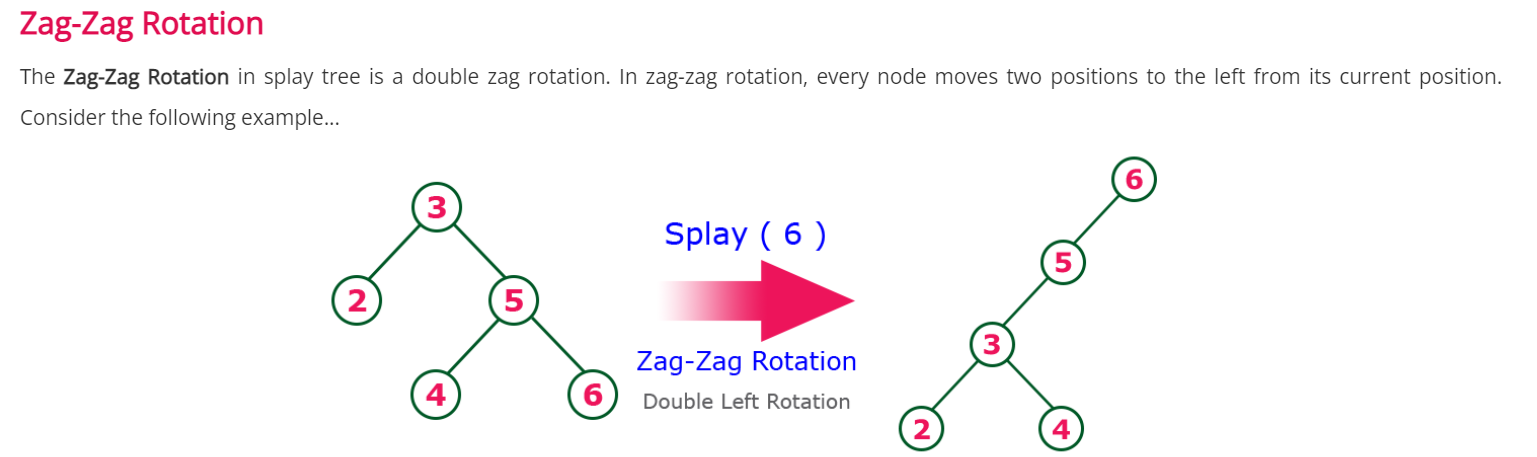 Zag-Zag Rotation
The Zag-Zag Rotation in splay tree is a double zag rotation. In zag-zag rotation, every node moves two positions to the left from its current position.
Consider the following example...
3
2
5
4
6
Splay ( 6 )
Zag-Zag Rotation
Double Left Rotation
6
5
3
2
4